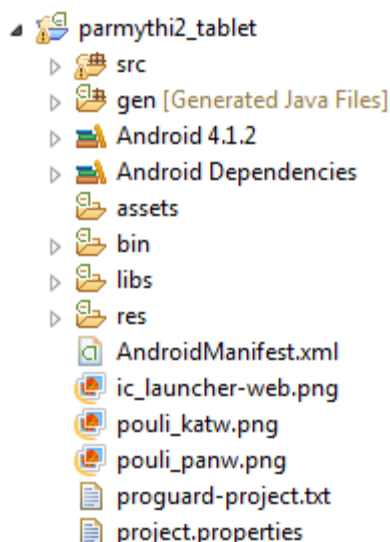 parmythi2_tablet
src
gen [Generated Java Files]
Android 4.1.2
Android Dependencies
assets
bin
libs
res
AndroidManifest.xml
ic_launcher-web.png
pouli_katw.png
pouli_panw.png
proguard-project.txt
project.properties